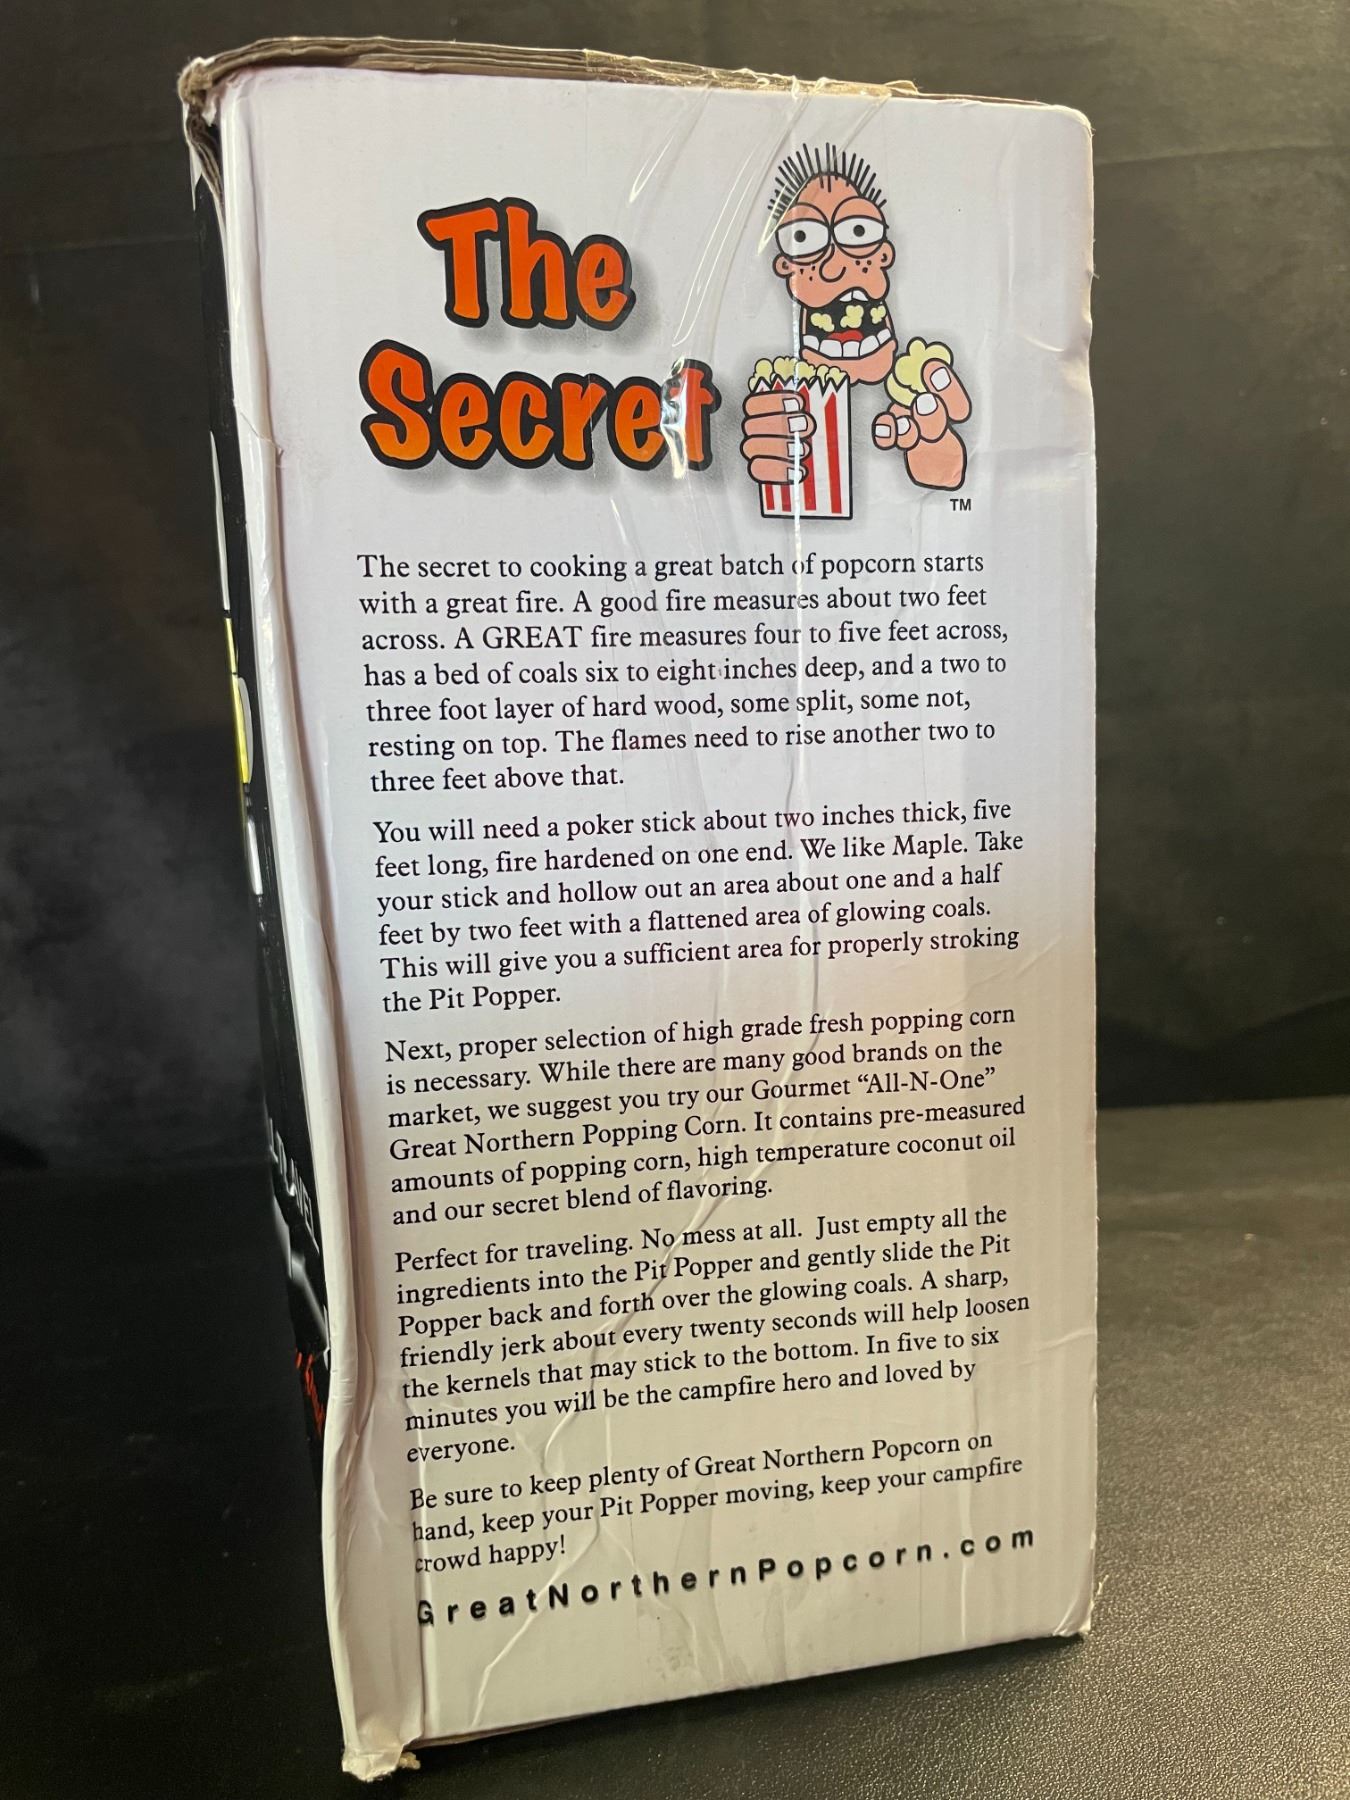 The
Secret
TM
The secret to cooking a great batch of popcorn starts
with a great fire. A good fire measures about two feet
across. A GREAT fire measures four to five feet across,
has a bed of coals six to eight inches deep, and a two to
three foot layer of hard wood, some split, some not,
resting on top. The flames need to rise another two to
three feet above that.
You will need a poker stick about two inches thick, five
feet long, fire hardened on one end. We like Maple. Take
your stick and hollow out an area about one and a half
feet by two feet with a flattened area of glowing coals.
This will give you a sufficient area for properly stroking
the Pit Popper.
Next, proper selection of high grade fresh popping corn
is necessary. While there are many good brands on the
market, we suggest you try our Gourmet “All-N-One”
Great Northern Popping Corn. It contains pre-measured
amounts of popping corn, high temperature coconut oil
and our secret blend of flavoring.
Perfect for traveling. No mess at all. Just empty all the
ingredients into the Pit Popper and gently slide the Pit
Popper back and forth over the glowing coals. A sharp,
friendly jerk about every twenty seconds will help loosen
the kernels that may stick to the bottom. In five to six
minutes you will be the campfire hero and loved by
everyone.
Be sure to keep plenty of Great Northern Popcorn on
hand, keep your Pit Popper moving, keep your campfire
crowd happy!
GreatNorthernPopcorn.com